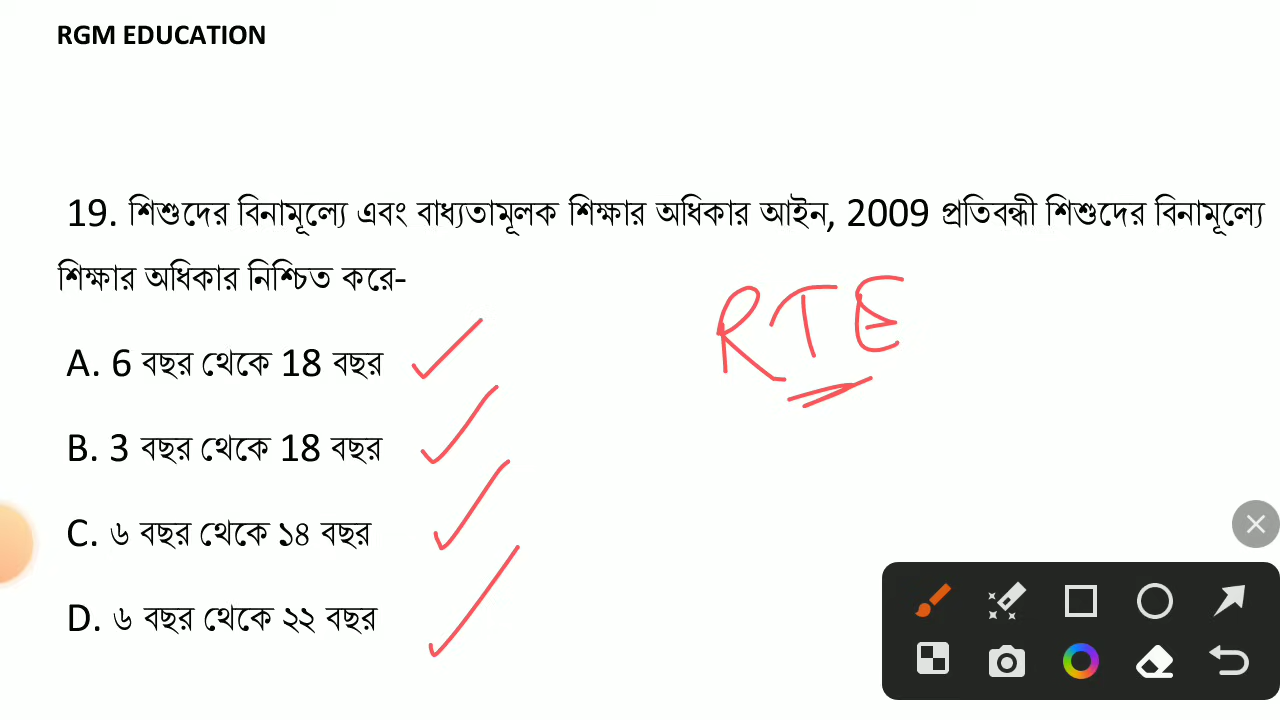 RGM EDUCATION
19. শিশুদের বিনামূল্যে এবং বাধ্যতামূলক শিক্ষার অধিকার আইন, 2009 প্রতিবন্ধী শিশুদের বিনামূল্যে
শিক্ষার অধিকার নিশ্চিত করে-
RTE
A. 6 বছর থেকে 18 বছর
B. 3 বছর থেকে 18 বছর
C. ৬ বছর থেকে ১৪ বছর
D. ৬ বছর থেকে ২২ বছর